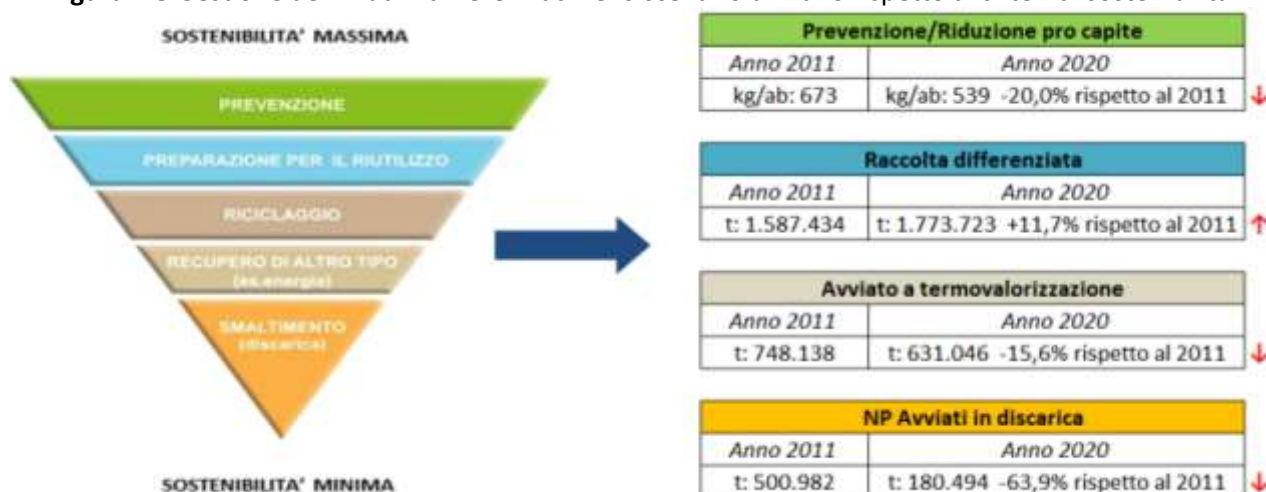 SOSTENIBILITA' MASSIMA
PREVENZIONE
PREPARAZIONE PER IL RIUTILIZZO
RICICLAGGIO
RECUPERO DI ALTRO TIPO
(es.energia)
SMALTIMENTO
(discarica)
SOSTENIBILITA' MINIMA
Prevenzione/Riduzione pro capite
Anno 2011 Anno 2020
kg/ab: 673 kg/ab: 539 -20,0% rispetto al 2011 ↓
Raccolta differenziata
Anno 2011 Anno 2020
t: 1.587.434 t: 1.773.723 +11,7% rispetto al 2011 ↑
Avviato a termovalorizzazione
Anno 2011 Anno 2020
t: 748.138 t: 631.046 -15,6% rispetto al 2011 ↓
NP Avviati in discarica
Anno 2011 Anno 2020
t: 500.982 t: 180.494 -63,9% rispetto al 2011 ↓